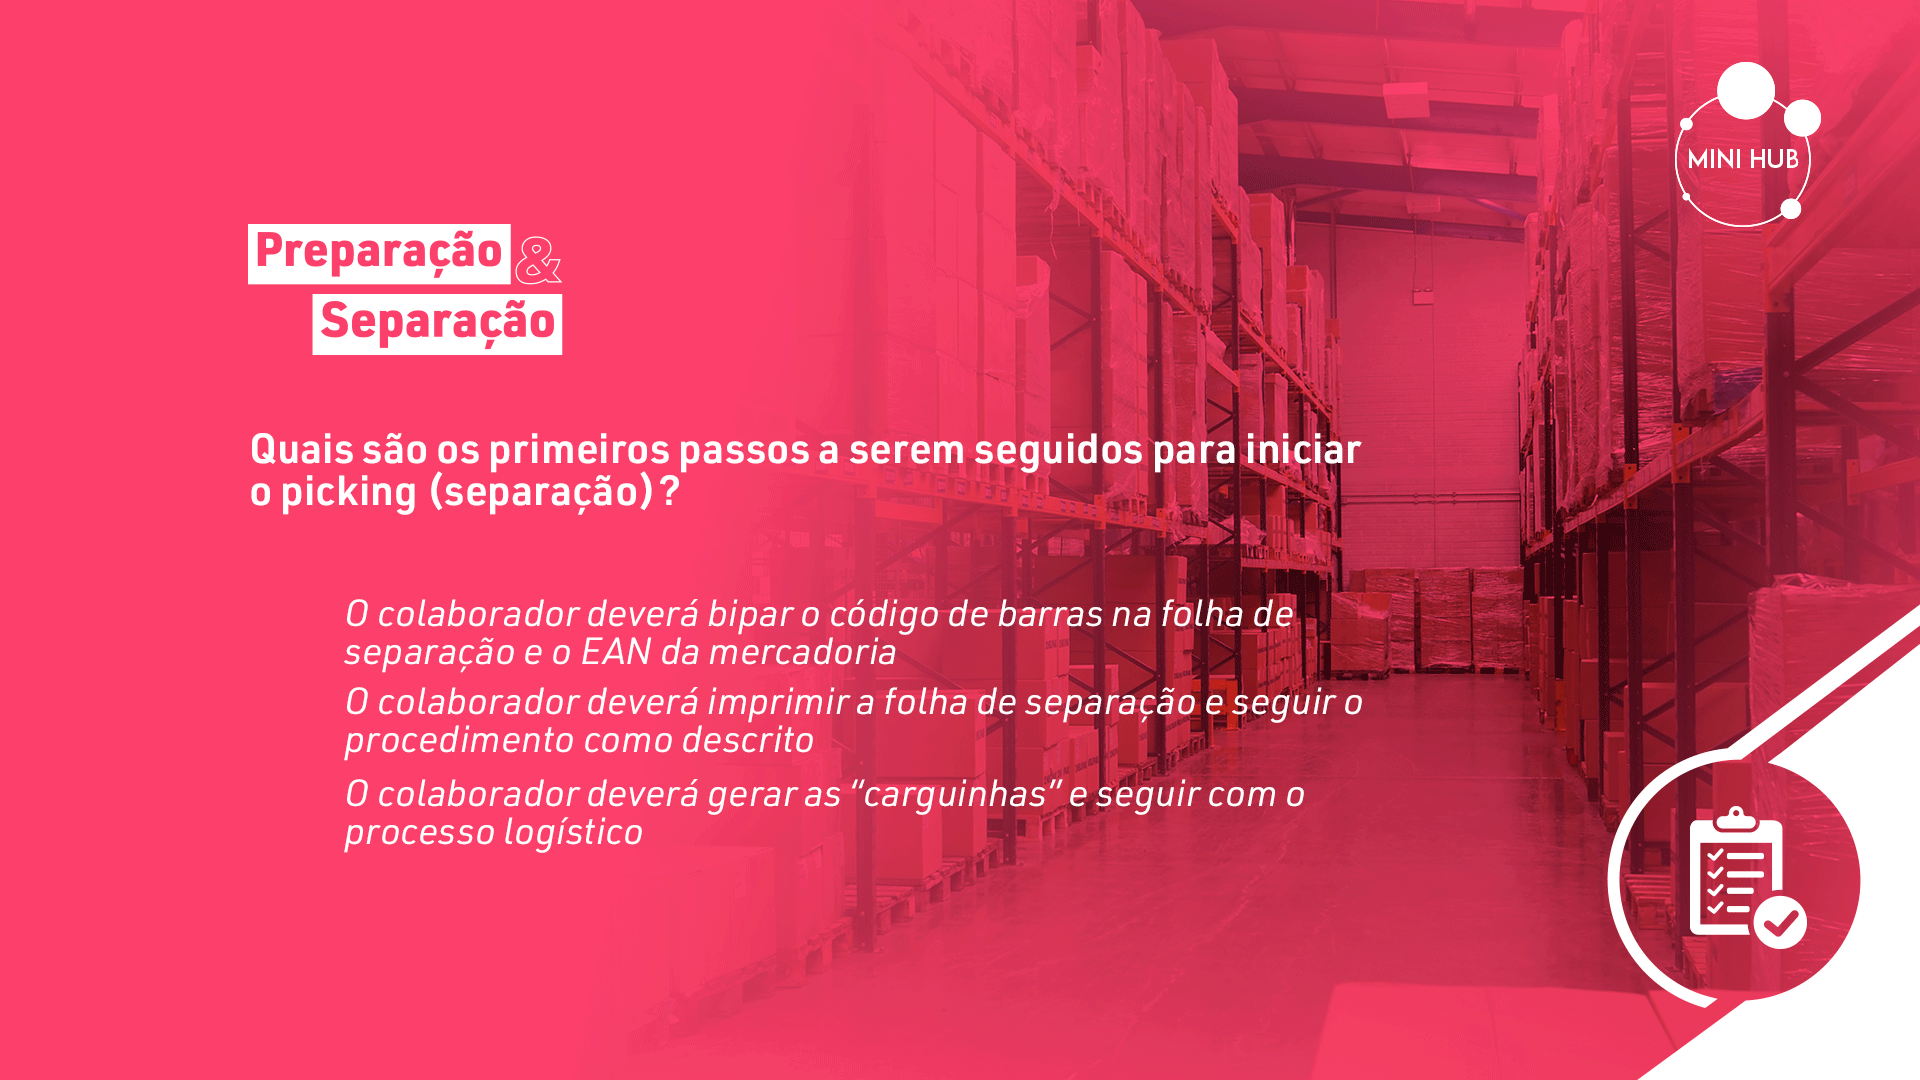 MINI HUB
Preparação &
Separação
Quais são os primeiros passos a serem seguidos para iniciar
o picking (separação)?
O colaborador deverá bipar o código de barras na folha de
separação e o EAN da mercadoria
O colaborador deverá imprimir a folha de separação e seguir o
procedimento como descrito
O colaborador deverá gerar as “carguinhas” e seguir com o
processo logístico